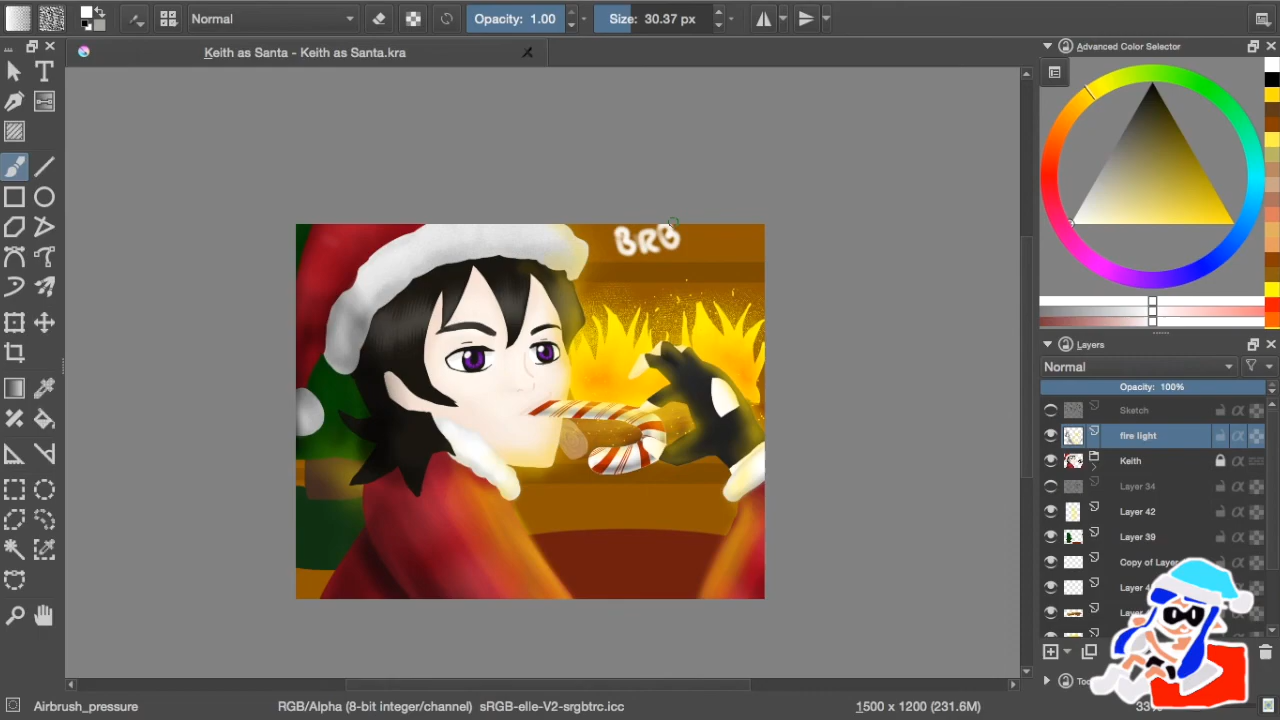 Normal
Opacity: 1.00
Size: 30.37 px
Keith as Santa - Keith as Santa.kra
Advanced Color Selector
BRB
Layers
Normal
Opacity: 100%
Sketch
fire light
Keith
Layer 34
Layer 42
Layer 39
Copy of Layer
Airbrush_pressure
RGB/Alpha (8-bit integer/channel) sRGB-elle-V2-srgbtrc.icc
1500 x 1200 (231.6M)